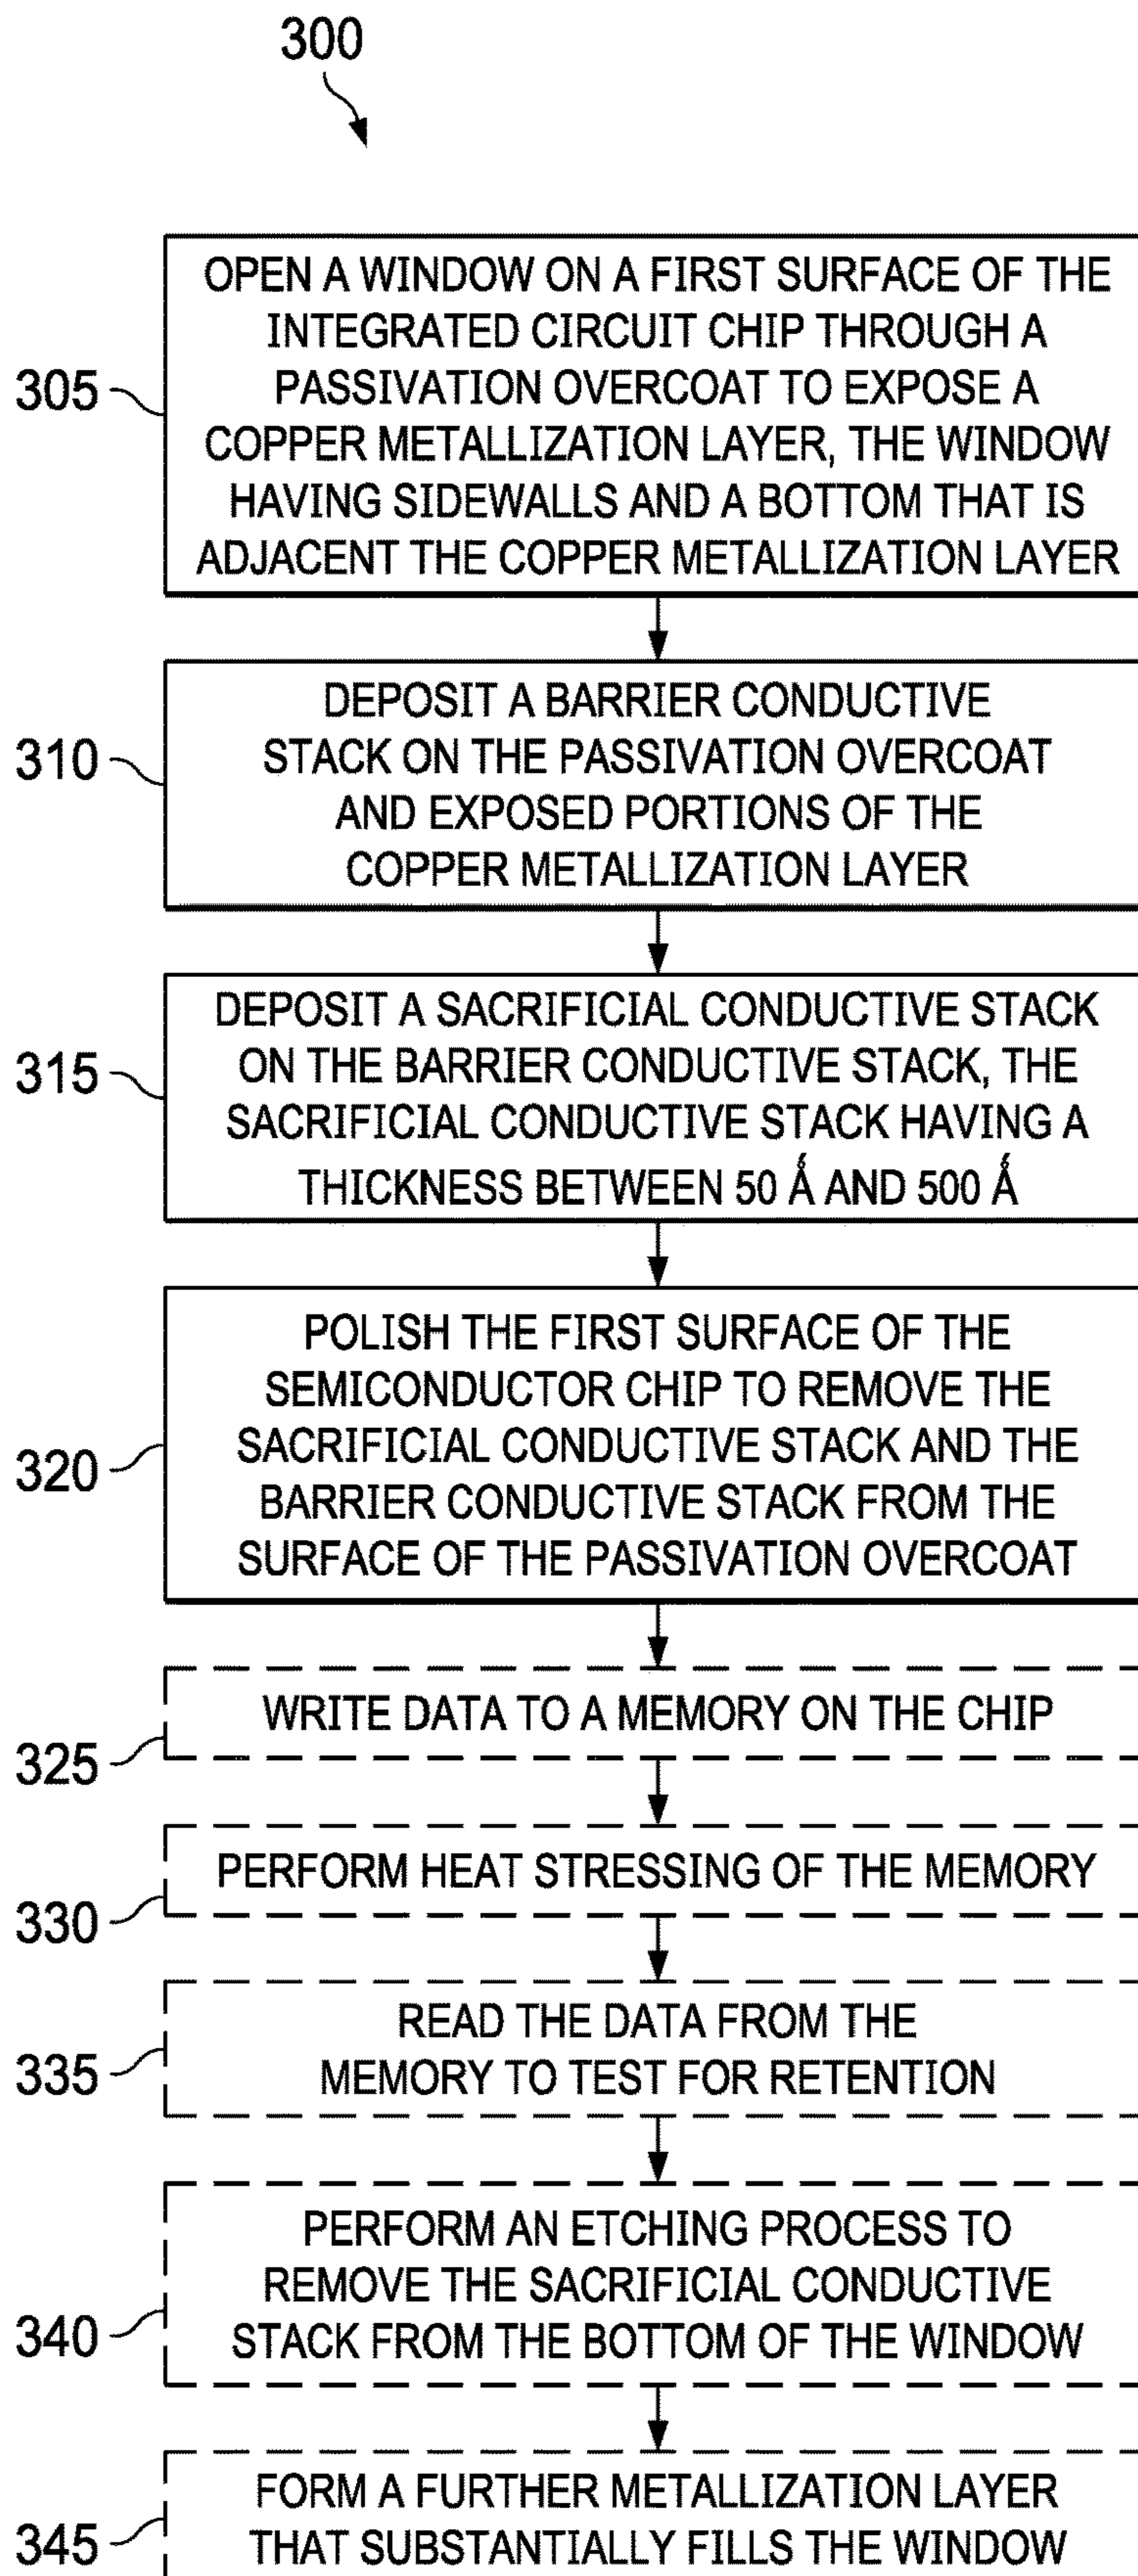 300
305
OPEN A WINDOW ON A FIRST SURFACE OF THE
INTEGRATED CIRCUIT CHIP THROUGH A
PASSIVATION OVERCOAT TO EXPOSE A
COPPER METALLIZATION LAYER, THE WINDOW
HAVING SIDEWALLS AND A BOTTOM THAT IS
ADJACENT THE COPPER METALLIZATION LAYER
310
DEPOSIT A BARRIER CONDUCTIVE
STACK ON THE PASSIVATION OVERCOAT
AND EXPOSED PORTIONS OF THE
COPPER METALLIZATION LAYER
315
DEPOSIT A SACRIFICIAL CONDUCTIVE STACK
ON THE BARRIER CONDUCTIVE STACK, THE
SACRIFICIAL CONDUCTIVE STACK HAVING A
THICKNESS BETWEEN 50 Ǻ AND 500 Ǻ
320
POLISH THE FIRST SURFACE OF THE
SEMICONDUCTOR CHIP TO REMOVE THE
SACRIFICIAL CONDUCTIVE STACK AND THE
BARRIER CONDUCTIVE STACK FROM THE
SURFACE OF THE PASSIVATION OVERCOAT
325
WRITE DATA TO A MEMORY ON THE CHIP
330
PERFORM HEAT STRESSING OF THE MEMORY
335
READ THE DATA FROM THE
MEMORY TO TEST FOR RETENTION
340
PERFORM AN ETCHING PROCESS TO
REMOVE THE SACRIFICIAL CONDUCTIVE
STACK FROM THE BOTTOM OF THE WINDOW
345
FORM A FURTHER METALLIZATION LAYER
THAT SUBSTANTIALLY FILLS THE WINDOW